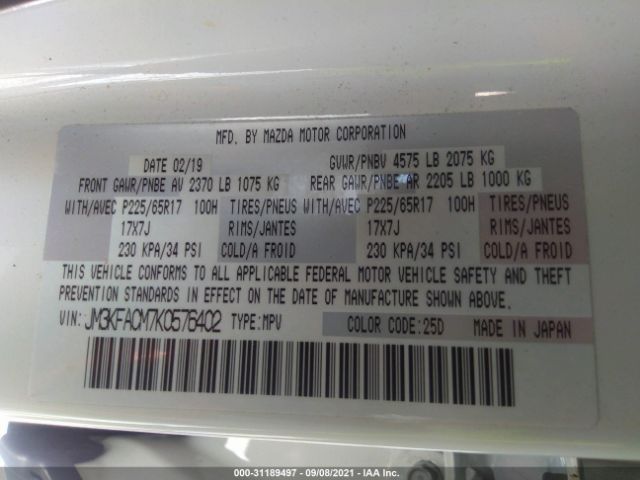 MFD. BY MAZDA MOTOR CORPORATION
DATE 02/19 GVWR/PNBV 4575 LB 2075 KG
FRONT GAWR/PNBE AV 2370 LB 1075 KG REAR GAWR/PNBE AR 2205 LB 1000 KG
WITH/AVEC P225/65R17 100H TIRES/PNEUS WITH/AVEC P225/65R17 100H TIRES/PNEUS
17X7J RIMS/JANTES 17X7J RIMS/JANTES
230 KPA/34 PSI COLD/A FROID 230 KPA/34 PSI COLD/A FROID
THIS VEHICLE CONFORMS TO ALL APPLICABLE FEDERAL MOTOR VEHICLE SAFETY AND THEFT
PREVENTION STANDARDS IN EFFECT ON THE DATE OF MANUFACTURE SHOWN ABOVE.
VIN: JM3KFACM7K0576402 TYPE:MPV COLOR CODE:25D MADE IN JAPAN
000-31189497 - 09/08/2021 - IAA Inc.